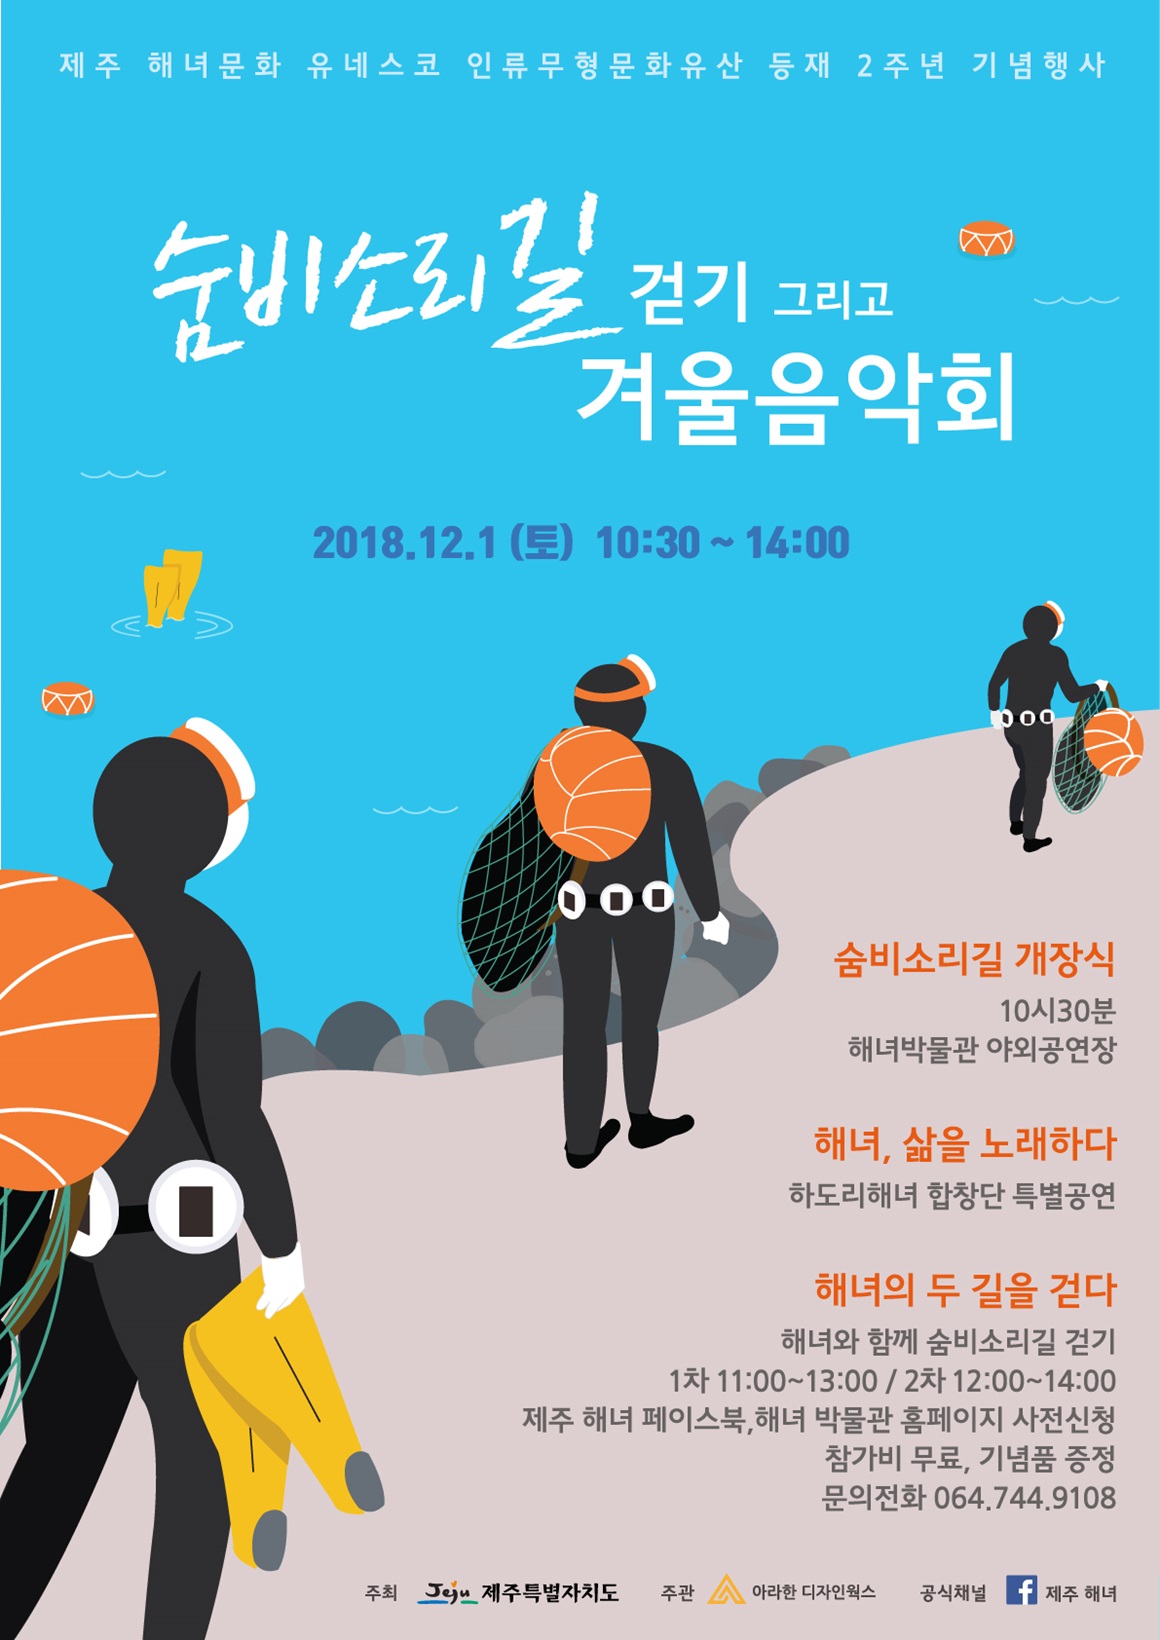 제주 해녀문화 유네스코 인류무형문화유산 등재 2주년 기념행사
숨비소리길 걷기 그리고
겨울음악회
2018.12.1 (토) 10:30 ~ 14:00
숨비소리길 개장식
10시30분
해녀박물관 야외공연장
해녀, 삶을 노래하다
하도리해녀 합창단 특별공연
해녀의 두 길을 걷다
해녀와 함께 숨비소리길 걷기
1차 11:00~13:00 / 2차 12:00~14:00
제주 해녀 페이스북,해녀 박물관 홈페이지 사전신청
참가비 무료, 기념품 증정
문의전화 064.744.9108
주최 Jeju 제주특별자치도 주관 아라한 디자인웍스 공식채널 f 제주 해녀